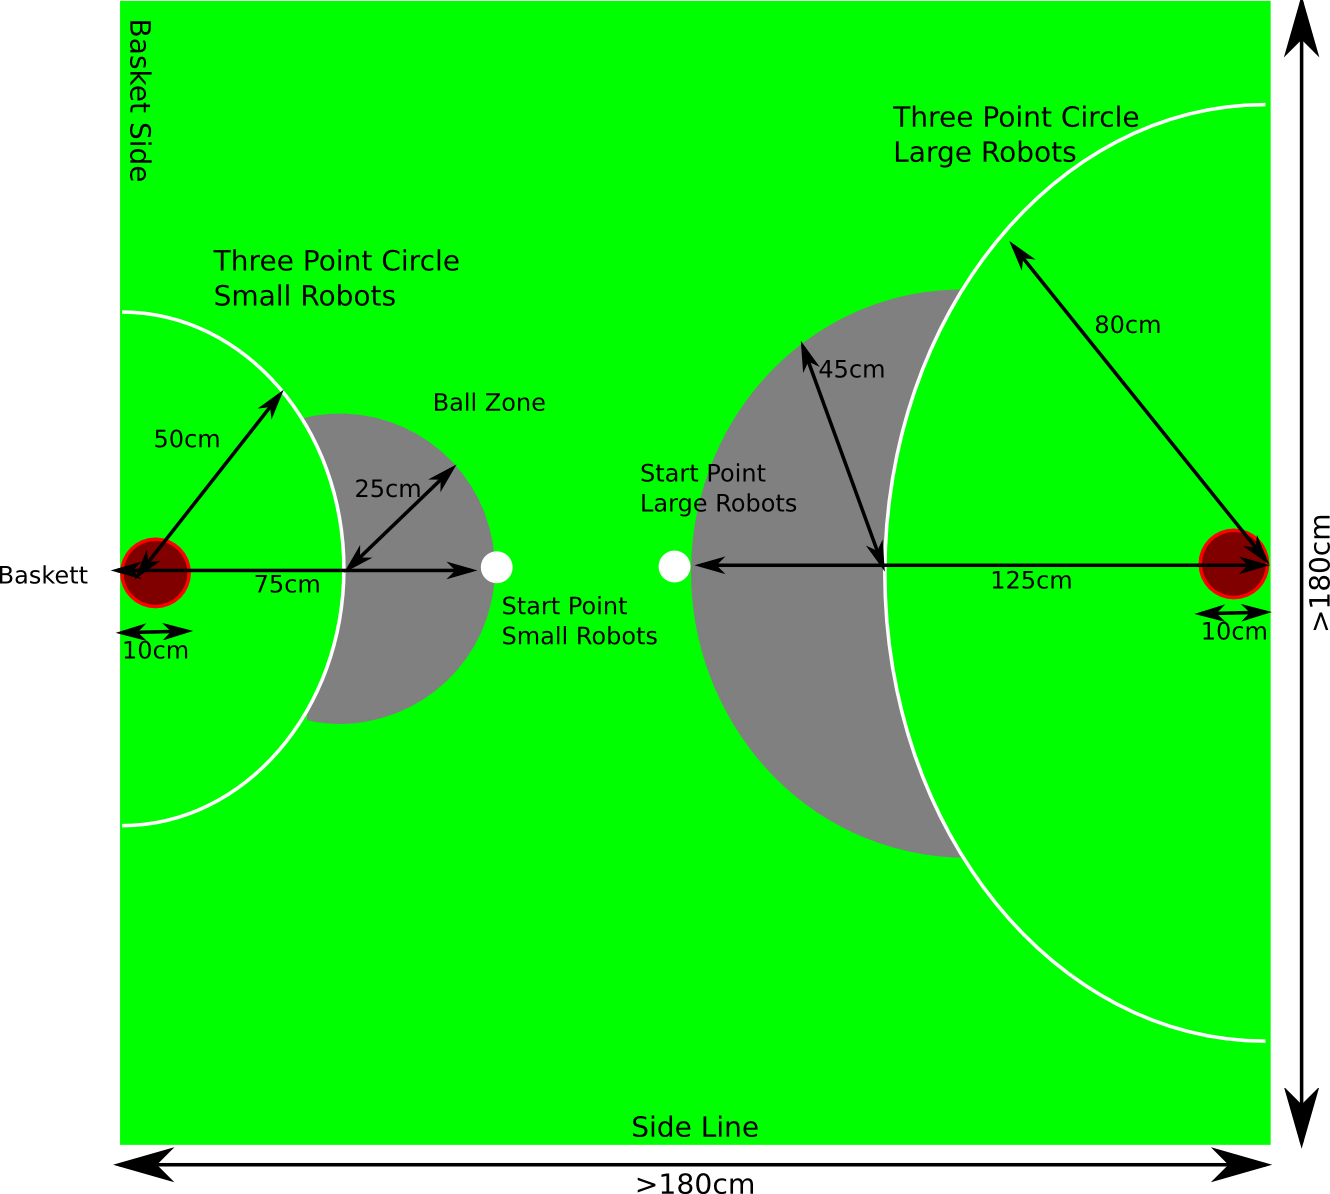 Basket Side
Three Point Circle
Large Robots
Three Point Circle
Small Robots
80cm
45cm
Ball Zone
50cm
25cm
Start Point
Large Robots
Baskett
75cm
125cm
>180cm
Start Point
Small Robots
10cm
10cm
Side Line
>180cm